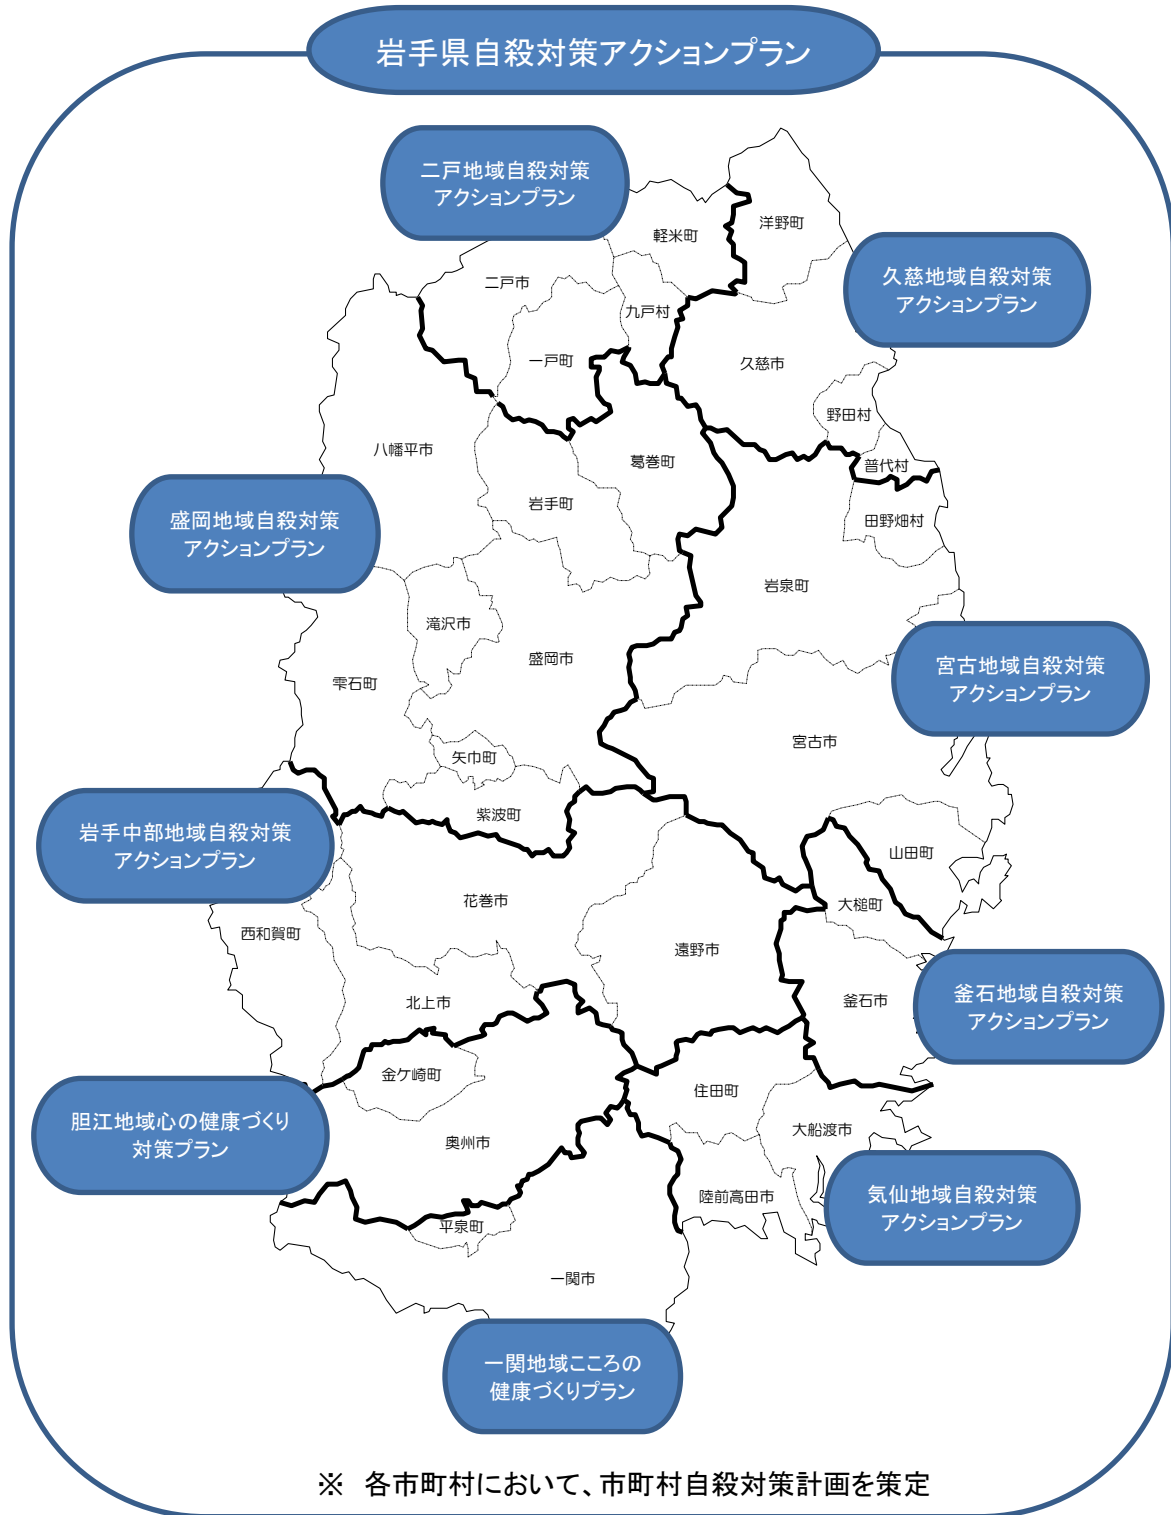 岩手県自殺対策アクションプラン
二戸地域自殺対策
アクションプラン
洋野町
軽米町
久慈地域自殺対策
アクションプラン
二戸市
九戸村
一戸町
久慈市
野田村
八幡平市
葛巻町
普代村
岩手町
田野畑村
盛岡地域自殺対策
アクションプラン
岩泉町
滝沢市
盛岡市
宮古地域自殺対策
アクションプラン
雫石町
宮古市
矢巾町
紫波町
岩手中部地域自殺対策
アクションプラン
山田町
花巻市
大槌町
西和賀町
遠野市
北上市
釜石市
釜石地域自殺対策
アクションプラン
金ケ崎町
住田町
胆江地域心の健康づくり
対策プラン
奥州市
大船渡市
陸前高田市
気仙地域自殺対策
アクションプラン
平泉町
一関市
一関地域こころの
健康づくりプラン
※ 各市町村において、市町村自殺対策計画を策定